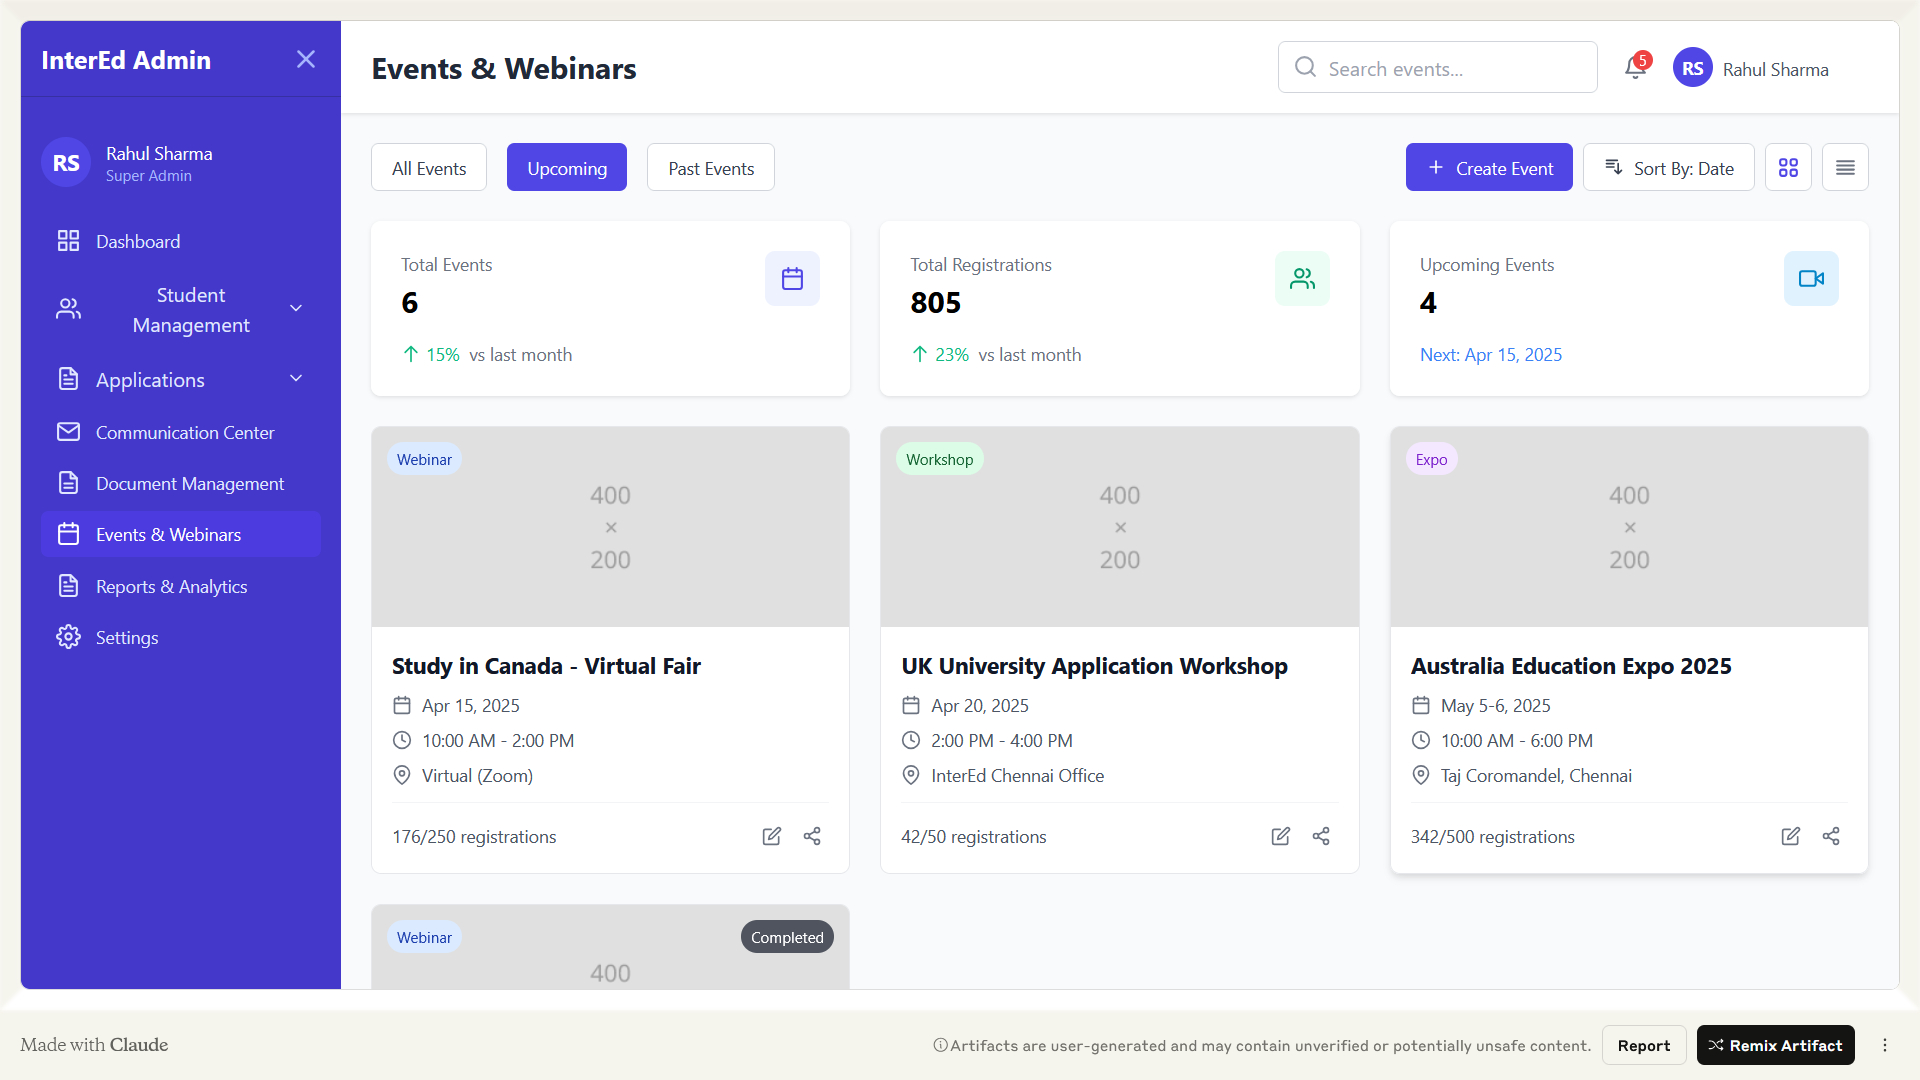 InterEd Admin
RS
Rahul Sharma
Super Admin
Dashboard
Student
Management
Applications
Communication Center
Document Management
Events & Webinars
Reports & Analytics
Settings
Events & Webinars
Search events...
5
RS
Rahul Sharma
All Events
Upcoming
Past Events
Create Event
Sort By: Date
Total Events
6
15% vs last month
Total Registrations
805
23% vs last month
Upcoming Events
4
Next: Apr 15, 2025
Webinar
400
×
200
Study in Canada - Virtual Fair
Apr 15, 2025
10:00 AM - 2:00 PM
Virtual (Zoom)
176/250 registrations
Workshop
400
×
200
UK University Application Workshop
Apr 20, 2025
2:00 PM - 4:00 PM
InterEd Chennai Office
42/50 registrations
Expo
400
×
200
Australia Education Expo 2025
May 5-6, 2025
10:00 AM - 6:00 PM
Taj Coromandel, Chennai
342/500 registrations
Webinar
Completed
400
Made with Claude
Artifacts are user-generated and may contain unverified or potentially unsafe content.
Report
Remix Artifact